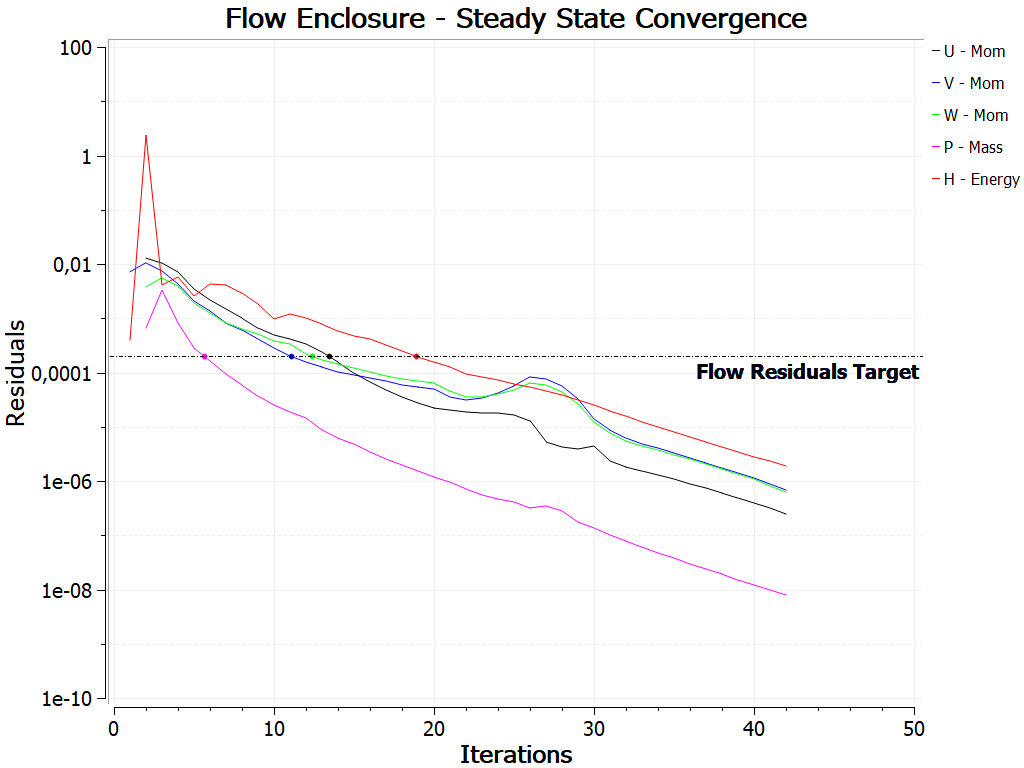 Flow Enclosure - Steady State Convergence
100
1
0,01
0,0001
1e-06
1e-08
1e-10
Residuals
U - Mom
V - Mom
W - Mom
P - Mass
H - Energy
Flow Residuals Target
0 10 20 30 40 50
Iterations